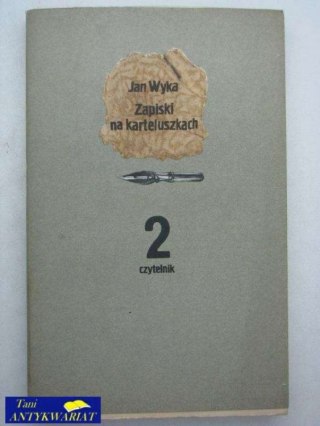 Jan Wyka
Zapiski
na karteluszkach
2
czytelnik
Tani
ANTYKWARIAT